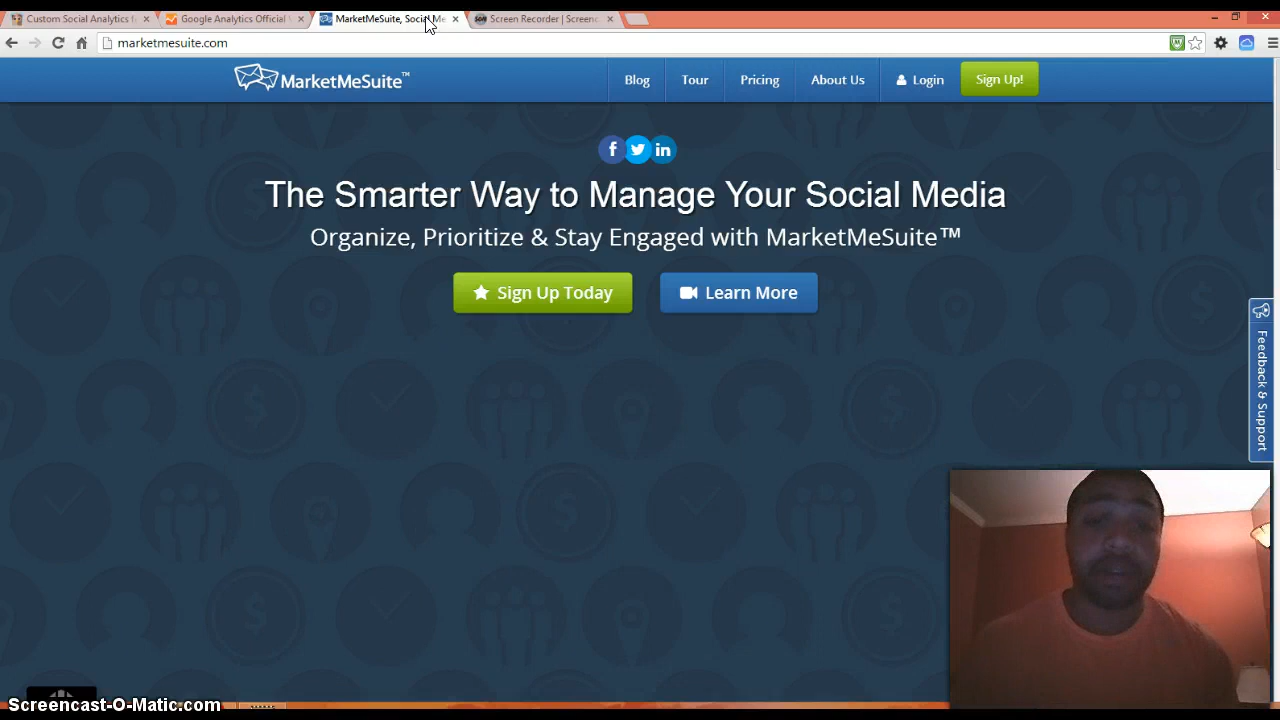 Custom Social Analytics f
Google Analytics Official
MarketMeSuite, Social Me
Screen Recorder | Screenc
marketmesuite.com
MarketMeSuite™
Blog
Tour
Pricing
About Us
Login
Sign Up!
The Smarter Way to Manage Your Social Media
Organize, Prioritize & Stay Engaged with MarketMeSuite™
Sign Up Today
Learn More
Feedback & Support
Screencast-O-Matic.com